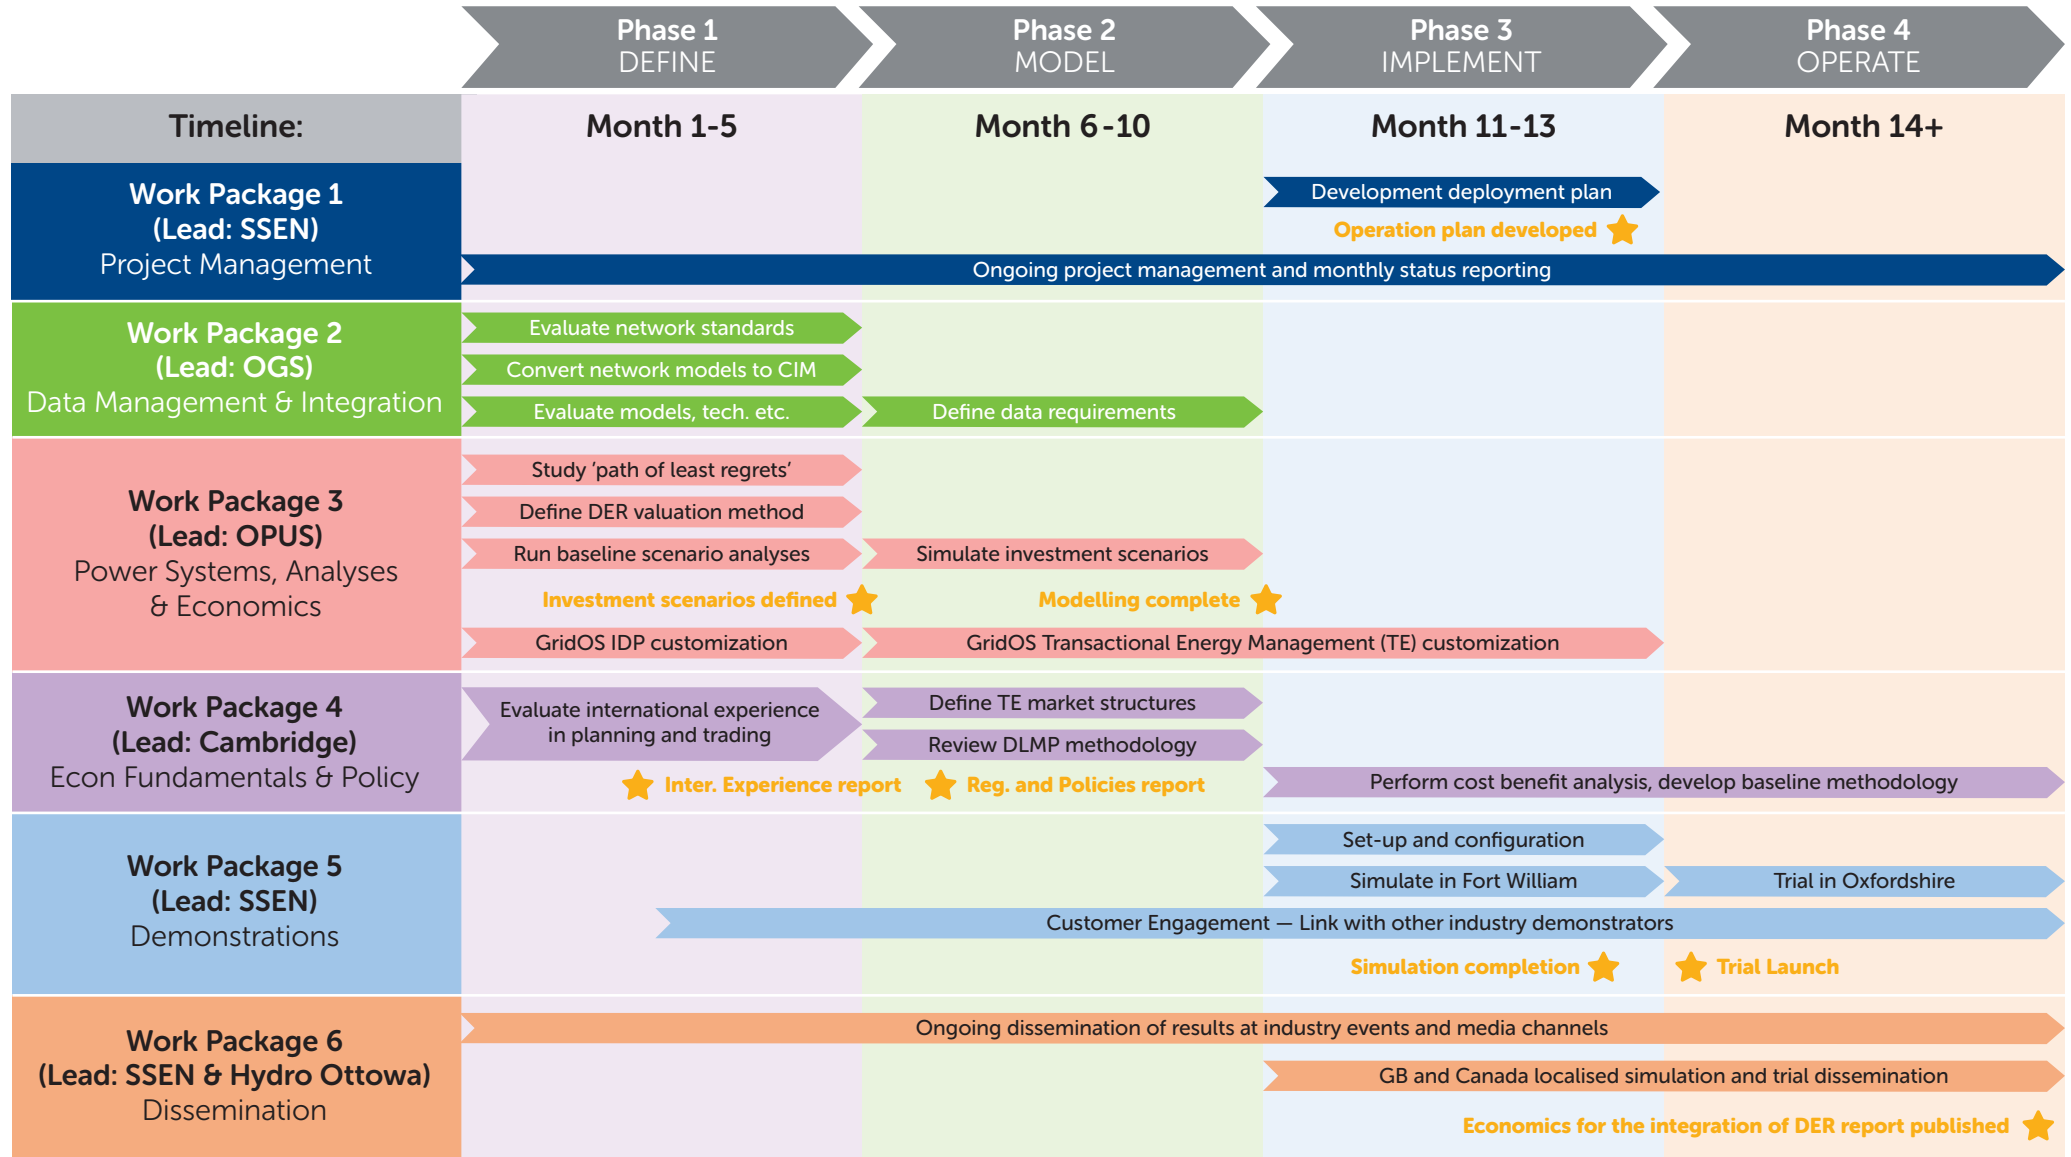 Phase 1
DEFINE
Phase 2
MODEL
Phase 3
IMPLEMENT
Phase 4
OPERATE
Timeline:
Month 1-5
Month 6-10
Month 11-13
Month 14+
Work Package 1
(Lead: SSEN)
Project Management
Development deployment plan
Operation plan developed
Ongoing project management and monthly status reporting
Work Package 2
(Lead: OGS)
Data Management & Integration
Evaluate network standards
Convert network models to CIM
Evaluate models, tech. etc.
Define data requirements
Work Package 3
(Lead: OPUS)
Power Systems, Analyses
& Economics
Study ‘path of least regrets’
Define DER valuation method
Run baseline scenario analyses
Simulate investment scenarios
Investment scenarios defined
Modelling complete
GridOS IDP customization
GridOS Transactional Energy Management (TE) customization
Work Package 4
(Lead: Cambridge)
Econ Fundamentals & Policy
Evaluate international experience
in planning and trading
Define TE market structures
Review DLMP methodology
Inter. Experience report
Reg. and Policies report
Perform cost benefit analysis, develop baseline methodology
Work Package 5
(Lead: SSEN)
Demonstrations
Set-up and configuration
Simulate in Fort William
Trial in Oxfordshire
Customer Engagement — Link with other industry demonstrators
Simulation completion
Trial Launch
Work Package 6
(Lead: SSEN & Hydro Ottowa)
Dissemination
Ongoing dissemination of results at industry events and media channels
GB and Canada localised simulation and trial dissemination
Economics for the integration of DER report published